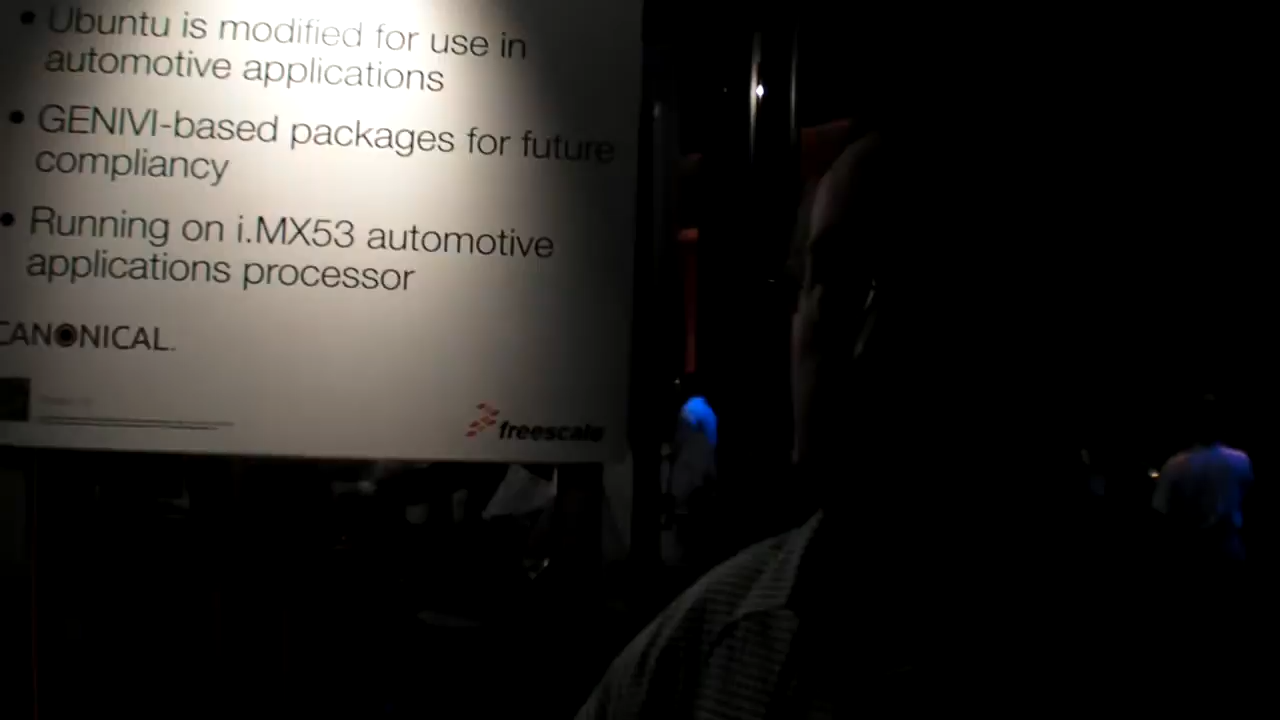 • Ubuntu is modified for use in
automotive applications
• GENIVI-based packages for future
compliancy
• Running on i.MX53 automotive
applications processor
CANONICAL.
freescale